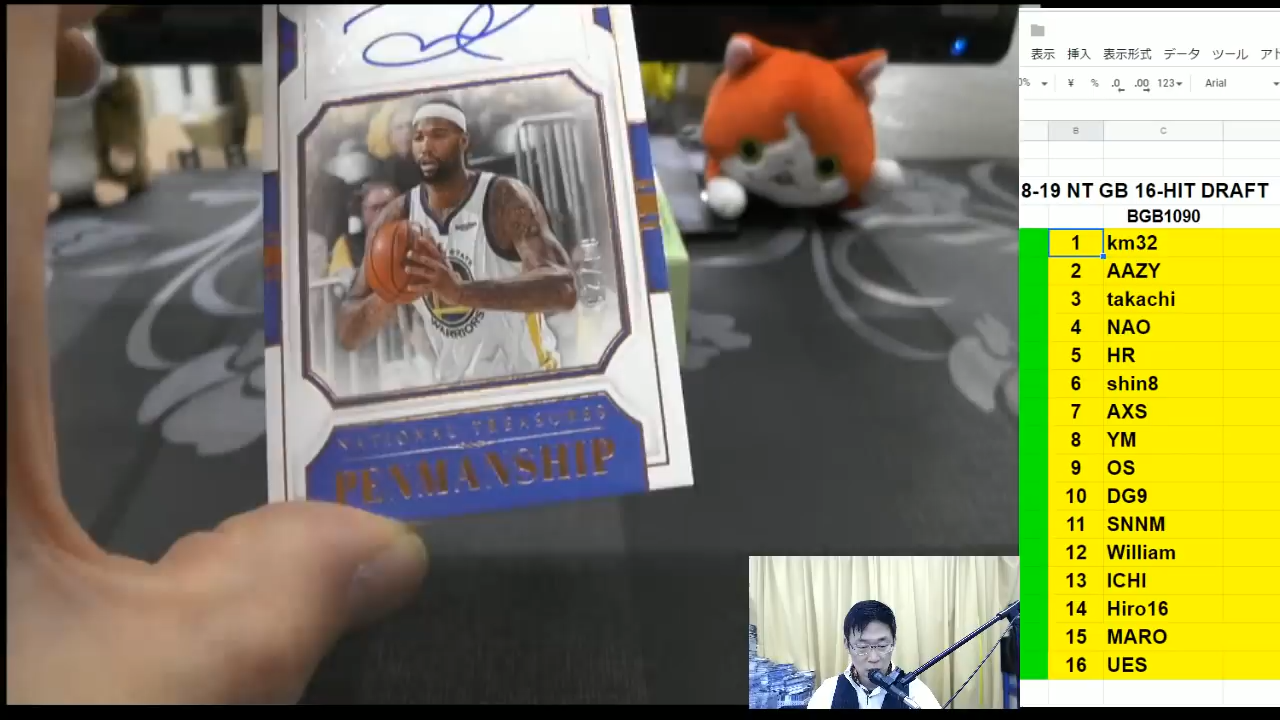 NATIONAL TREASURES
PENMANSHIP
STATE
WARRIORS
表示 挿入 表示形式 データ ツール
% ¥ % .0 .00 123 Arial
B C
8-19 NT GB 16-HIT DRAFT
BGB1090
1 km32
2 AAZY
3 takachi
4 NAO
5 HR
6 shin8
7 AXS
8 YM
9 OS
10 DG9
11 SNNM
12 William
13 ICHI
14 Hiro16
15 MARO
16 UES